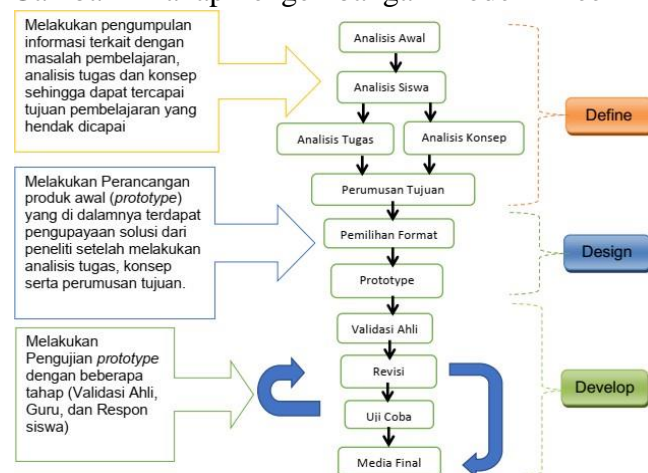 Melakukan pengumpulan
informasi terkait dengan
masalah pembelajaran,
analisis tugas dan konsep
sehingga dapat tercapai
tujuan pembelajaran yang
hendak dicapai
Melakukan Perancangan
produk awal (prototype)
yang di dalamnya terdapat
pengupayaan solusi dari
peneliti setelah melakukan
analisis tugas, konsep
serta perumusan tujuan.
Melakukan
Pengujian prototype
dengan beberapa
tahap (Validasi Ahli,
Guru, dan Respon
siswa)
Analisis Awal
Analisis Siswa
Analisis Tugas
Analisis Konsep
Perumusan Tujuan
Pemilihan Format
Prototype
Validasi Ahli
Revisi
Uji Coba
Media Final
Define
Design
Develop